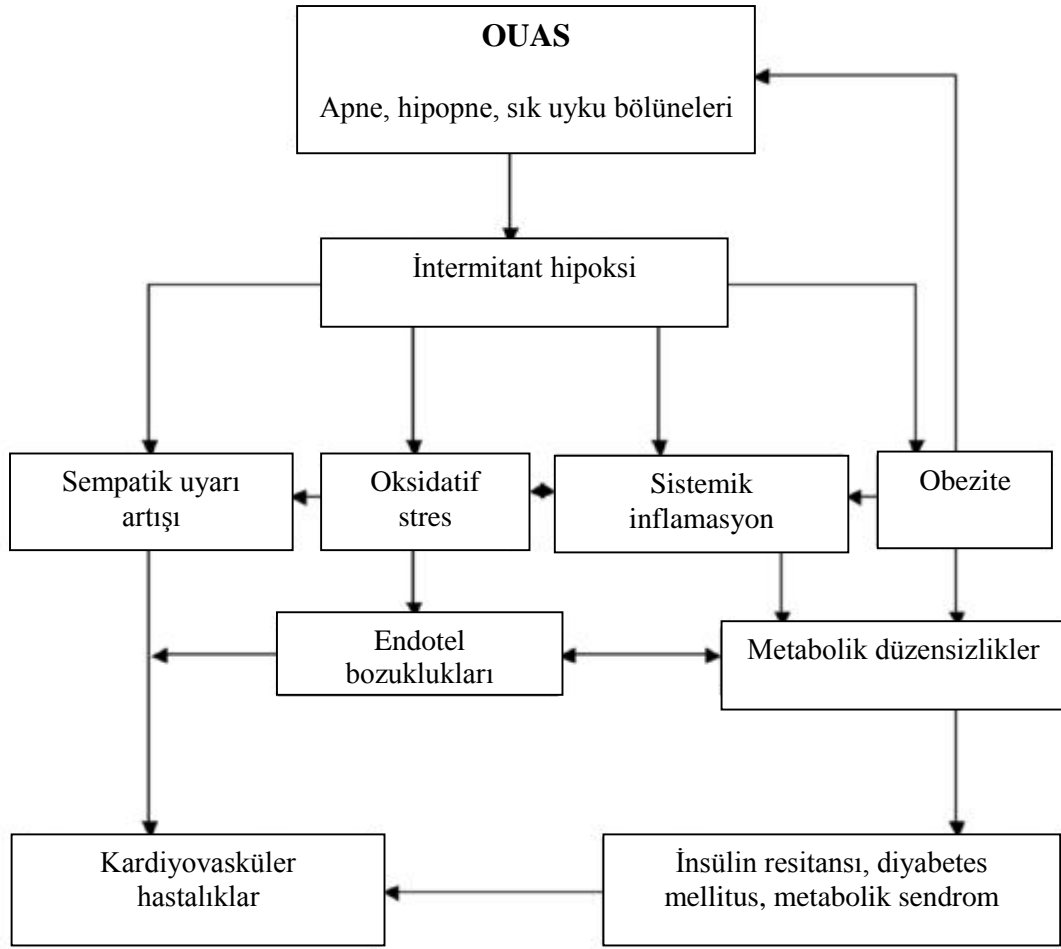 OUAS
Apne, hipopne, sık uyku bölüneleri
İntermitant hipoksi
Sempatik uyarı
artışı
Oksidatif
stres
Sistemik
inflamasyon
Obezite
Endotel
bozuklukları
Metabolik düzensizlikler
Kardiyovasküler
hastalıklar
İnsülin resitansı, diyabetes
mellitus, metabolik sendrom